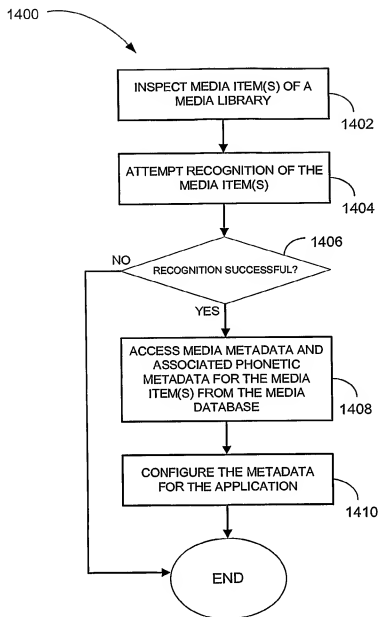 1400
INSPECT MEDIA ITEM(S) OF A
MEDIA LIBRARY
1402
ATTEMPT RECOGNITION OF THE
MEDIA ITEM(S)
1404
1406
NO
RECOGNITION SUCCESSFUL?
YES
ACCESS MEDIA METADATA AND
ASSOCIATED PHONETIC
METADATA FOR THE MEDIA
ITEM(S) FROM THE MEDIA
DATABASE
1408
CONFIGURE THE METADATA
FOR THE APPLICATION
1410
END